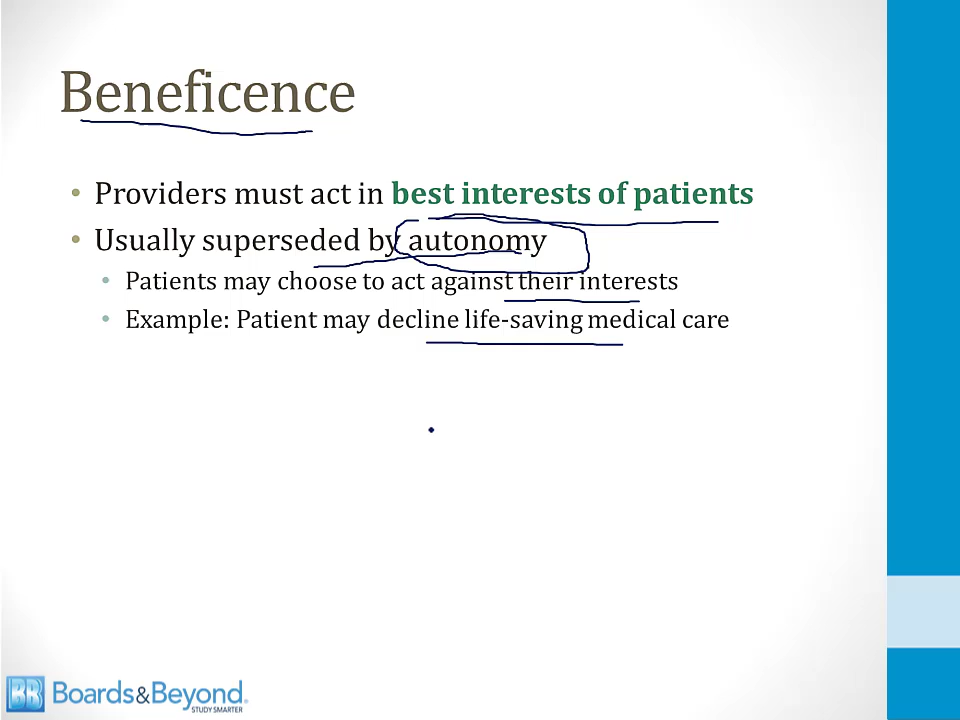 Beneficence
• Providers must act in best interests of patients
• Usually superseded by autonomy
• Patients may choose to act against their interests
• Example: Patient may decline life-saving medical care
BB Boards&Beyond.
STUDY SMARTER